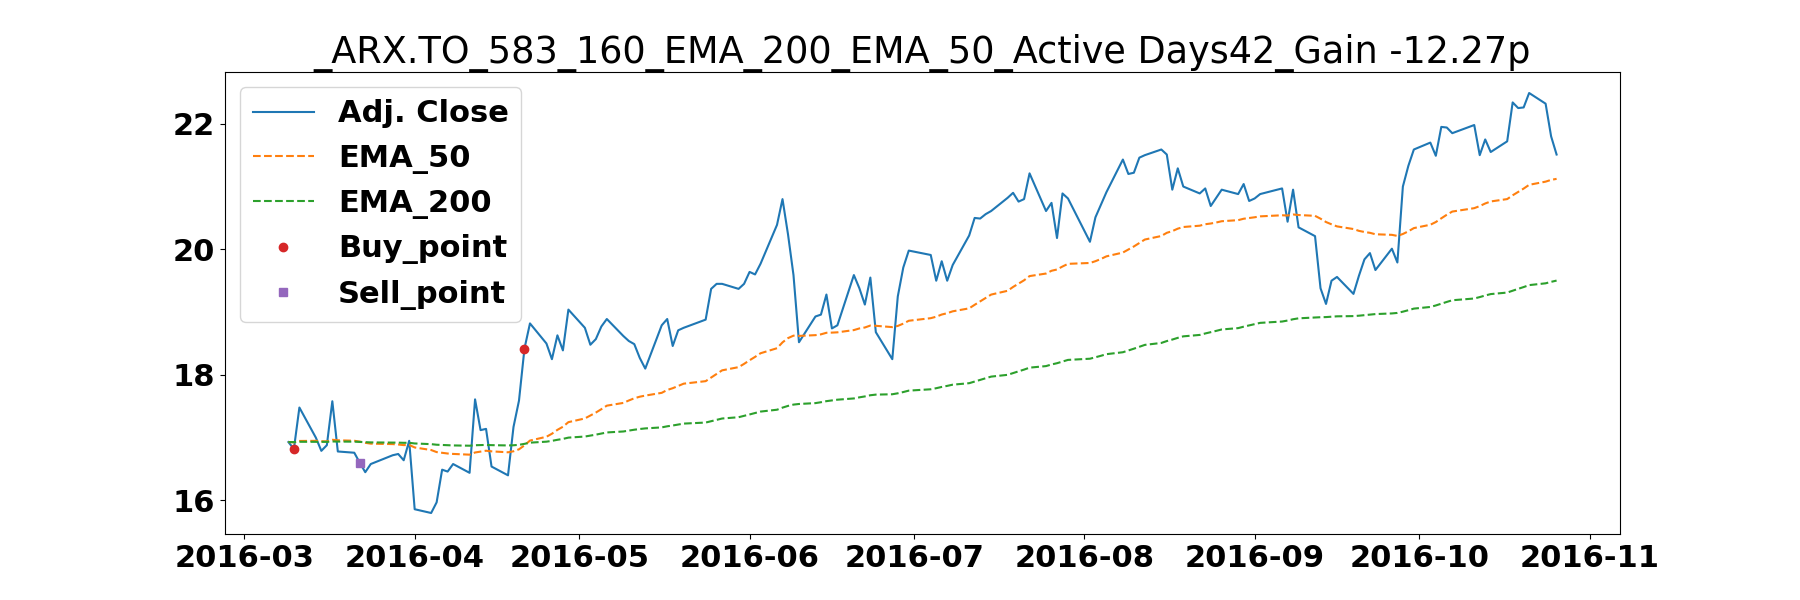 _ARX.TO_583_160_EMA_200_EMA_50_Active Days42_Gain -12.27p
Adj. Close
EMA_50
EMA_200
Buy_point
Sell_point
22
20
18
16
2016-03 2016-04 2016-05 2016-06 2016-07 2016-08 2016-09 2016-10 2016-11